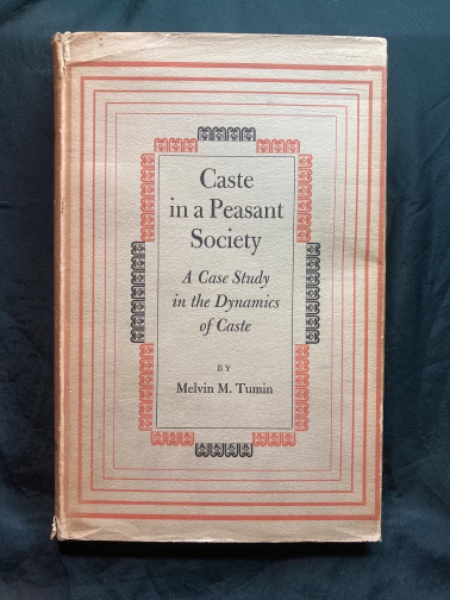 Caste
in a Peasant
Society
A Case Study
in the Dynamics
of Caste
BY
Melvin M. Tumin